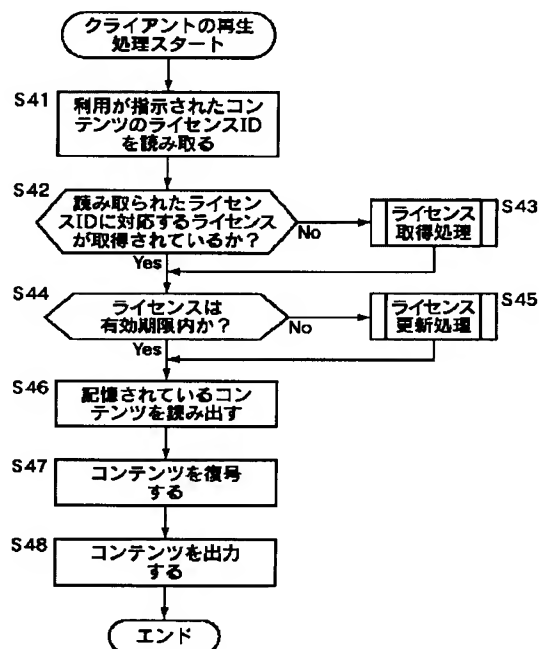 クライアントの再生
処理スタート
S41
利用が指示されたコン
テンツのライセンスID
を読み取る
S42
読み取られたライセン
スIDに対応するライセンス
が取得されているか？
No
S43
ライセンス
取得処理
Yes
S44
ライセンスは
有効期限内か？
No
S45
ライセンス
更新処理
Yes
S46
記憶されているコン
テンツを読み出す
S47
コンテンツを復号
する
S48
コンテンツを出力
する
エンド